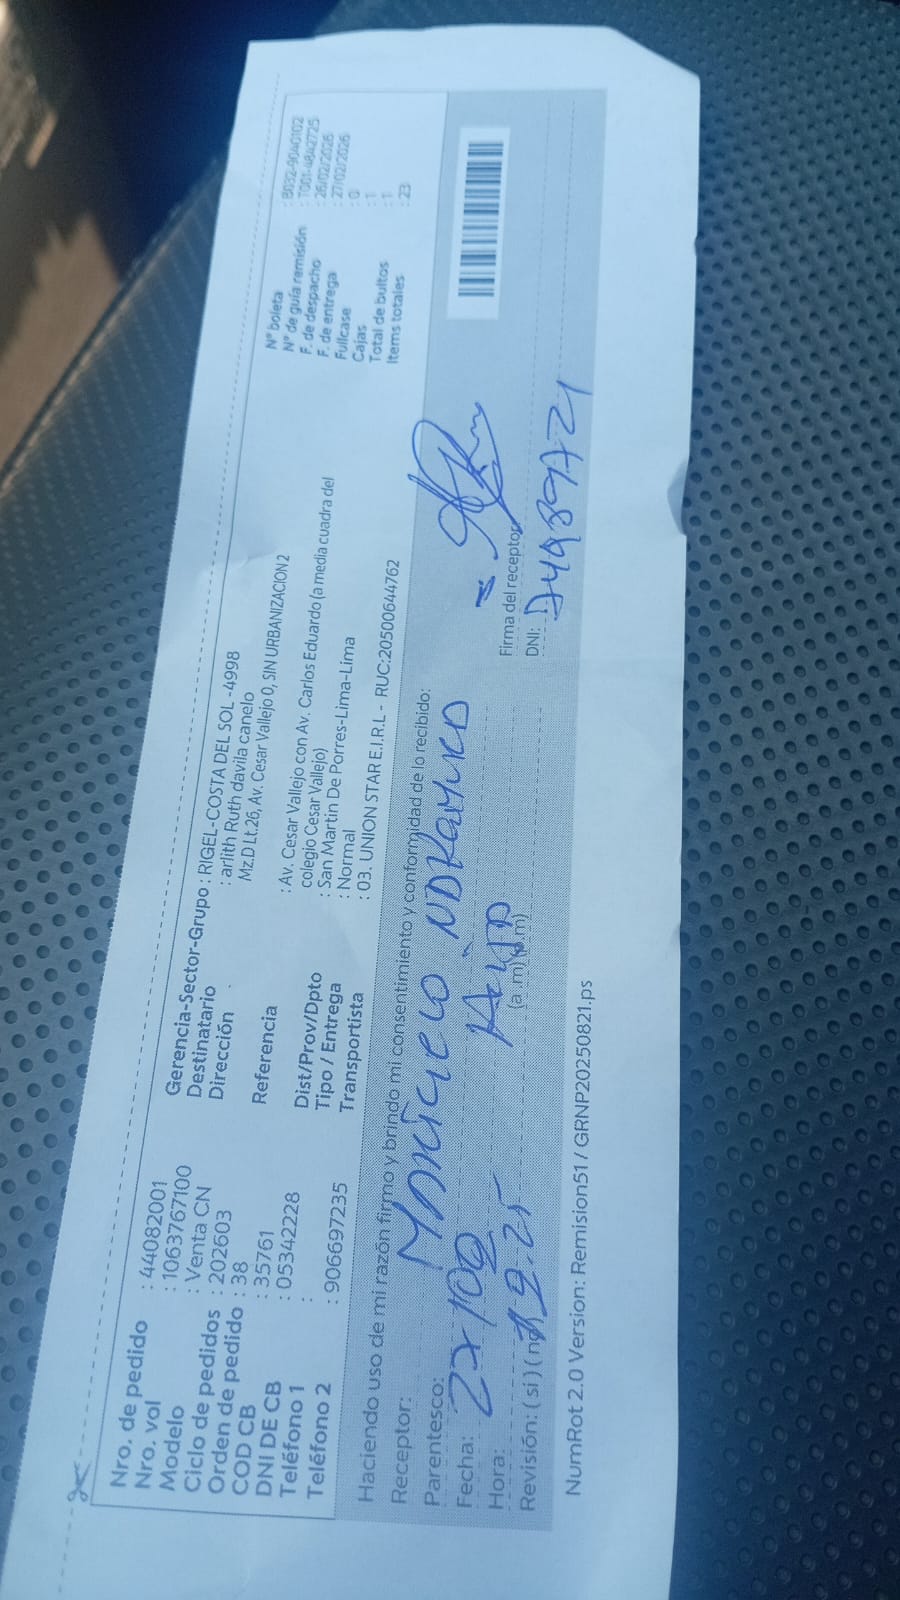 Nro. de pedido : 44082001
Nro. vol : 1063767100
Modelo : Venta CN
Ciclo de pedidos : 202603
Orden de pedido : 38
COD CB : 35761
DNI DE CB : 05342228
Teléfono 1 :
Teléfono 2 : 906697235
Gerencia-Sector-Grupo : RIGEL-COSTA DEL SOL -4998
Destinatario : arlith Ruth davila canelo
Dirección Mz.D Lt.26, Av. Cesar Vallejo 0, SIN URBANIZACION 2
Referencia : Av. Cesar Vallejo con Av. Carlos Eduardo (a media cuadra del
colegio Cesar Vallejo)
Dist/Prov/Dpto : San Martin De Porres-Lima-Lima
Tipo / Entrega : Normal
Transportista : 03. UNION STAR E.I.R.L - RUC:20500644762
N° boleta : B032-9040102
N° de guía remisión : T001-4842725
F. de despacho : 26/02/2026
F. de entrega : 27/02/2026
Fullcase : 0
Cajas : 1
Total de bultos : 1
Items totales : 23
Haciendo uso de mi razón firmo y brindo mi consentimiento y conformidad de lo recibido:
Receptor:
Parentesco:
Fecha:
Hora: (a.m) (p.m)
Revisión: ( si ) ( no )
Firma del receptor
DNI:
NumRot 2.0 Version: Remision51 / GRNP20250821.ps